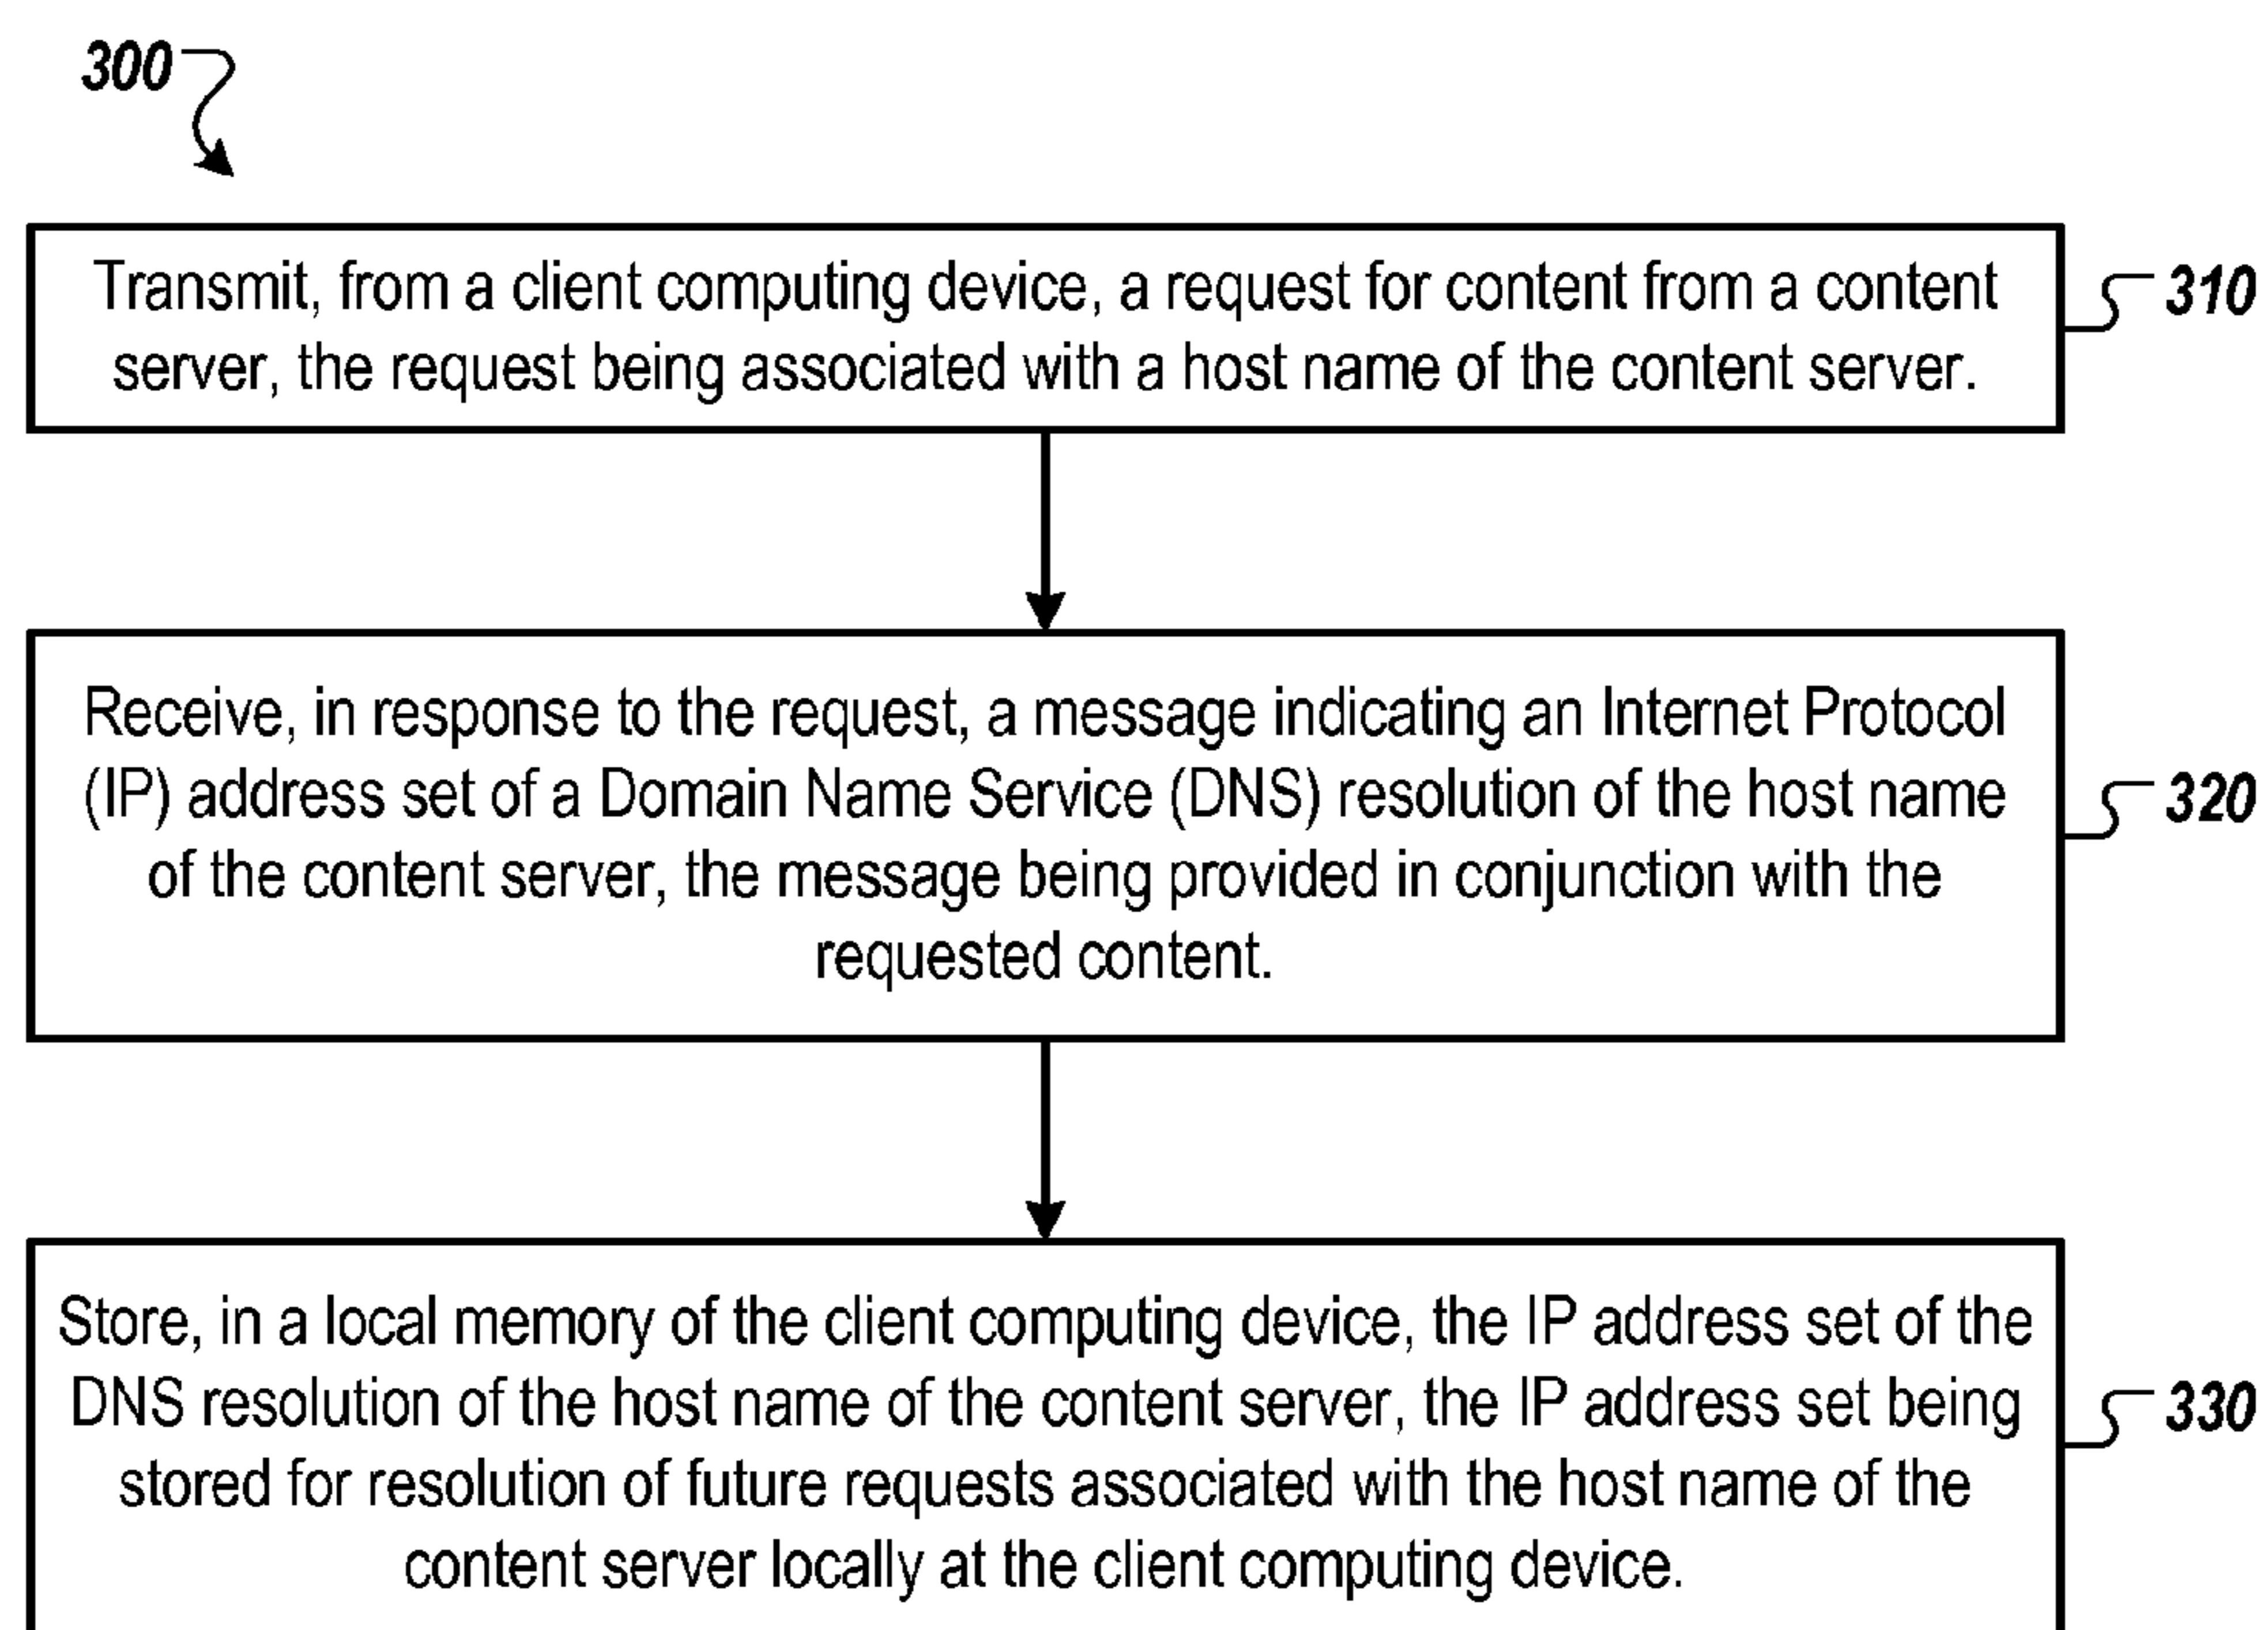 300
Transmit, from a client computing device, a request for content from a content
server, the request being associated with a host name of the content server.
310
Receive, in response to the request, a message indicating an Internet Protocol
(IP) address set of a Domain Name Service (DNS) resolution of the host name
of the content server, the message being provided in conjunction with the
requested content.
320
Store, in a local memory of the client computing device, the IP address set of the
DNS resolution of the host name of the content server, the IP address set being
stored for resolution of future requests associated with the host name of the
content server locally at the client computing device.
330